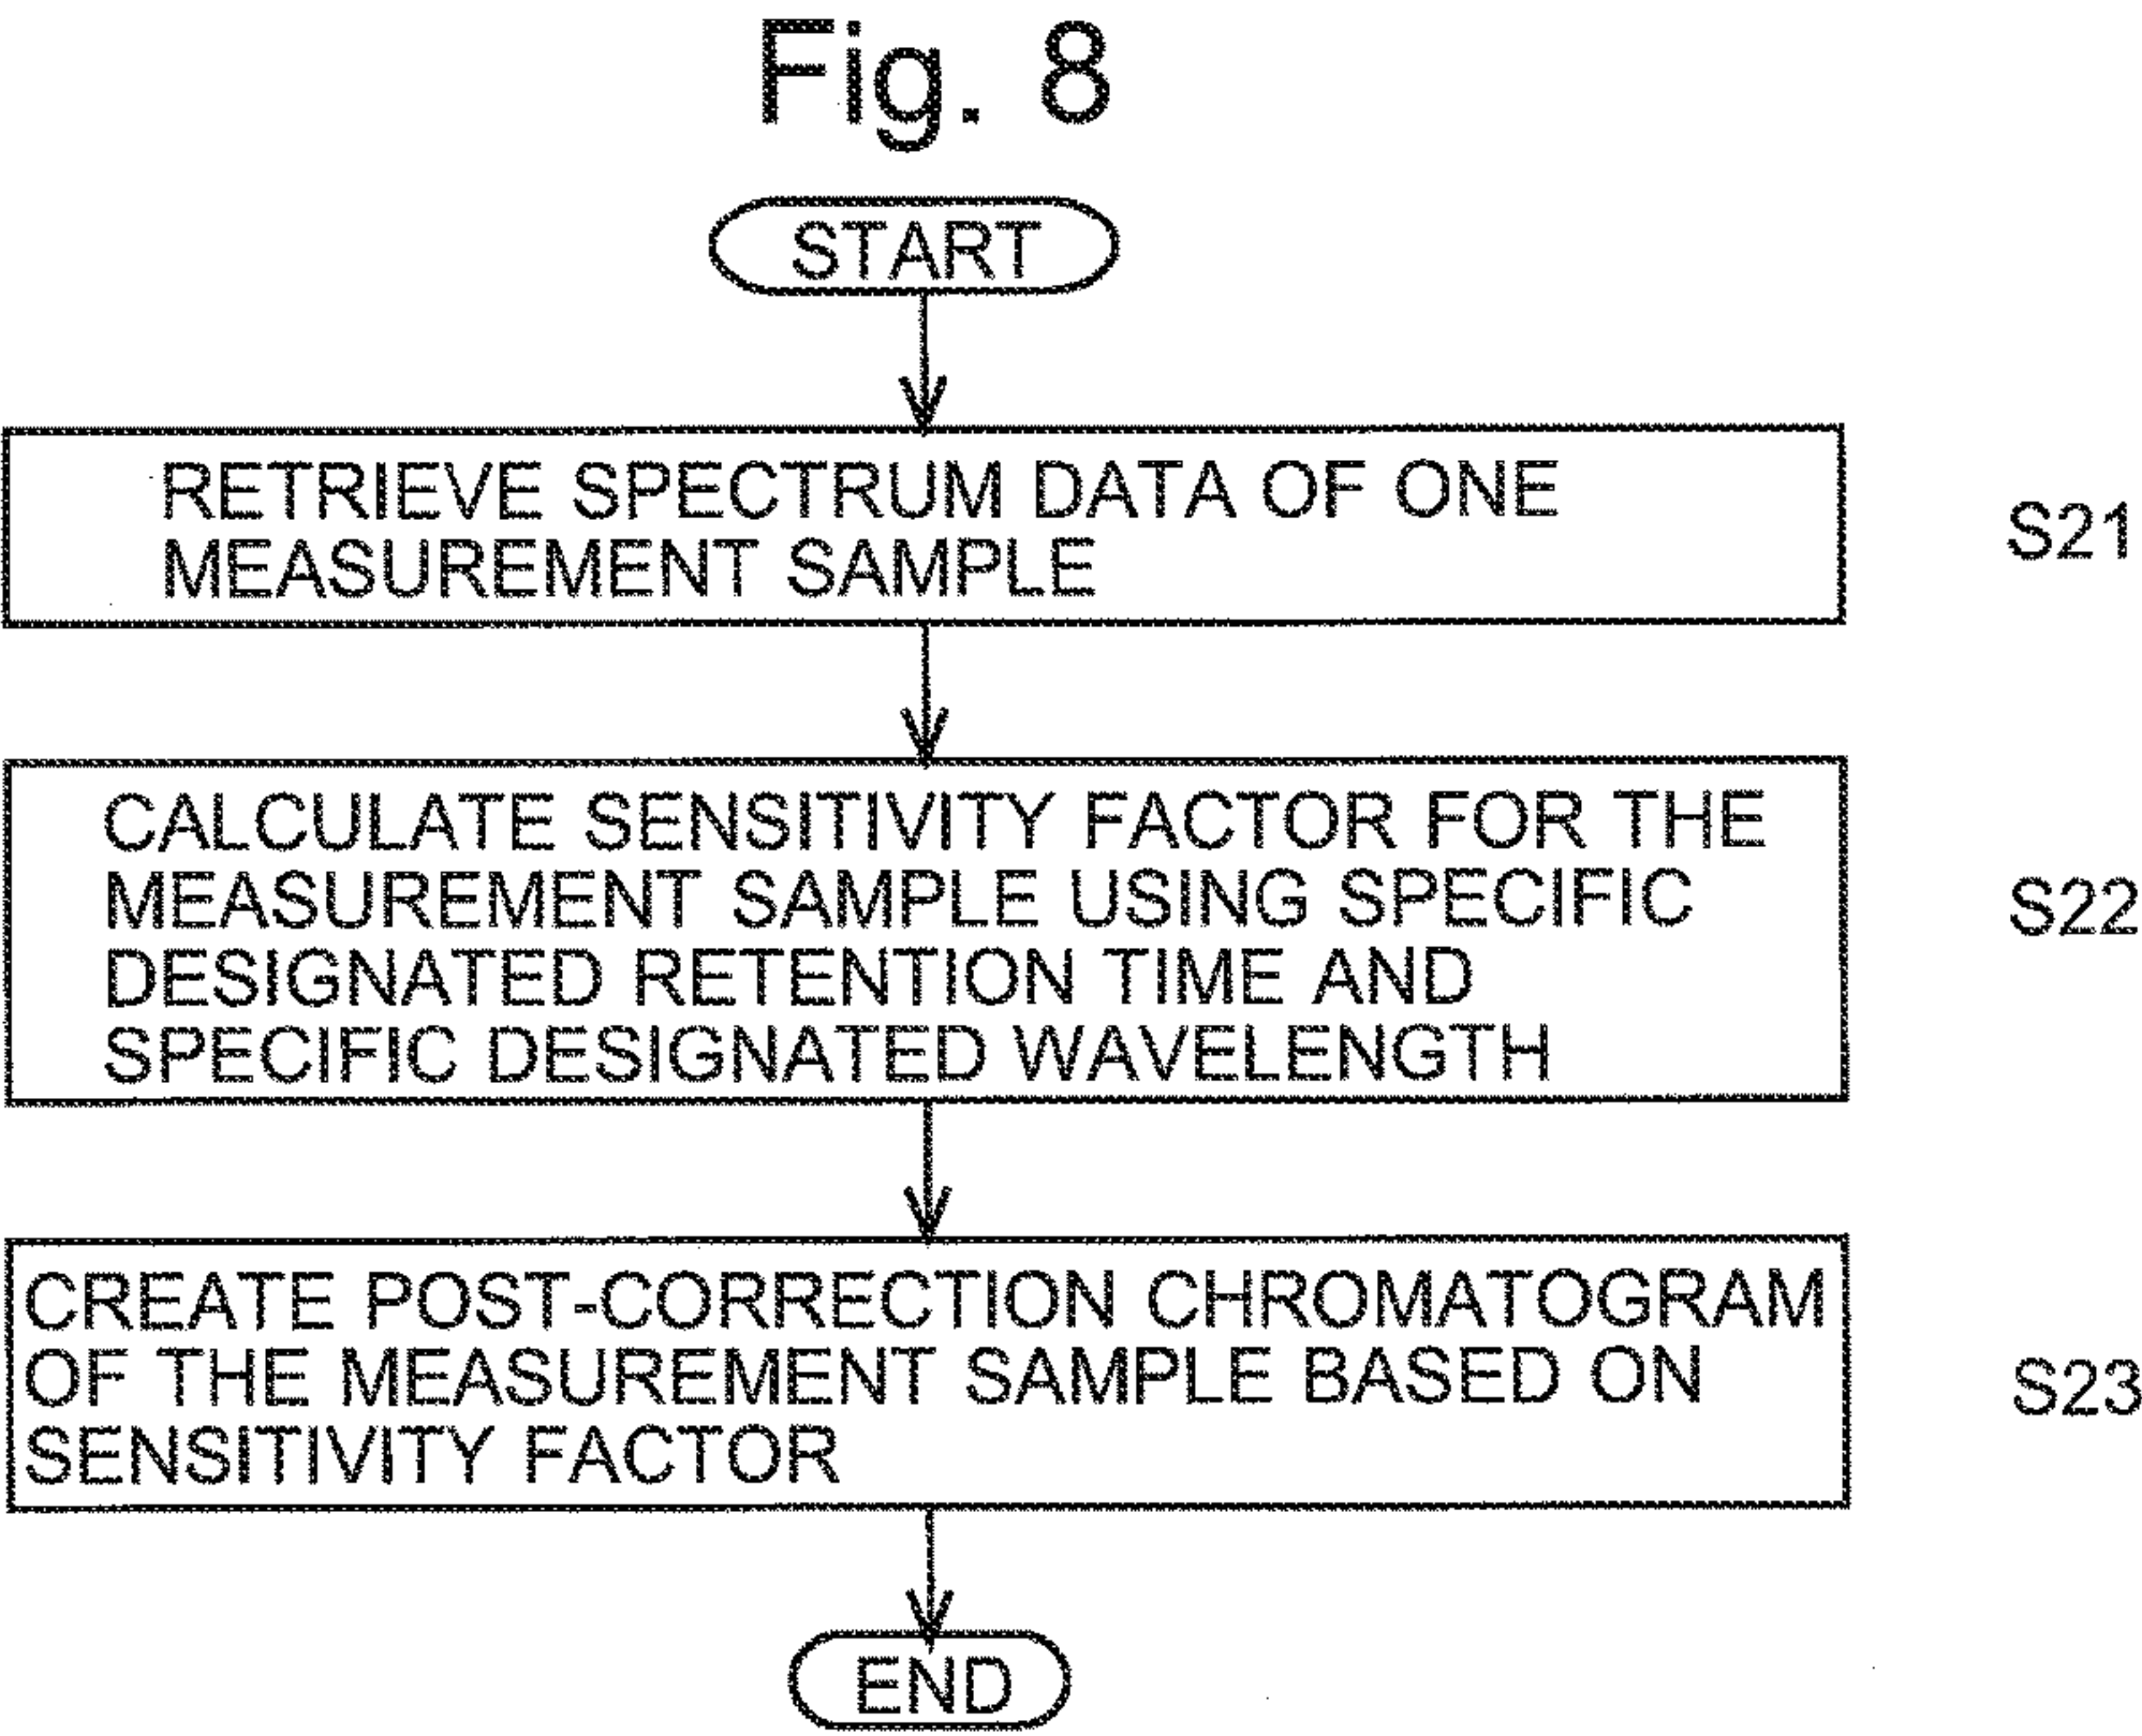 Fig. 8
START
RETRIEVE SPECTRUM DATA OF ONE
MEASUREMENT SAMPLE
S21
CALCULATE SENSITIVITY FACTOR FOR THE
MEASUREMENT SAMPLE USING SPECIFIC
DESIGNATED RETENTION TIME AND
SPECIFIC DESIGNATED WAVELENGTH
S22
CREATE POST-CORRECTION CHROMATOGRAM
OF THE MEASUREMENT SAMPLE BASED ON
SENSITIVITY FACTOR
S23
END